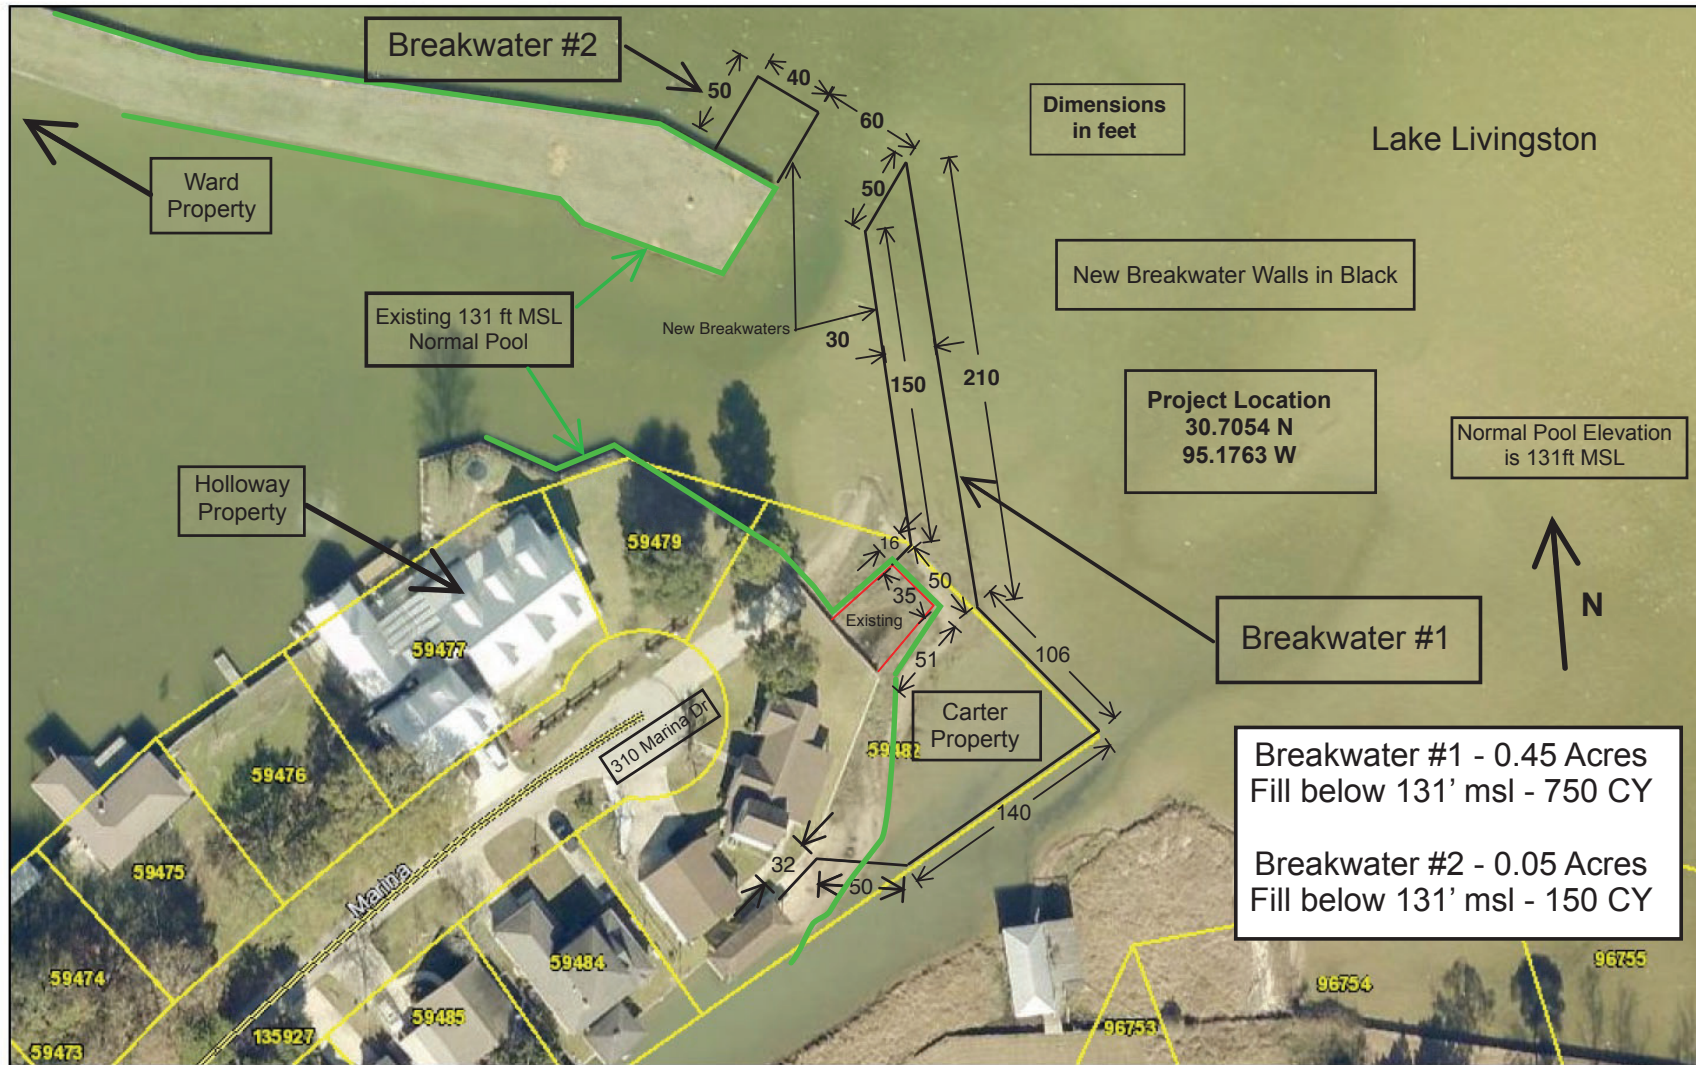 Breakwater #2
50
40
60
Dimensions
in feet
Lake Livingston
Ward
Property
50
New Breakwater Walls in Black
Existing 131 ft MSL
Normal Pool
New Breakwaters
30
150
210
Project Location
30.7054 N
95.1763 W
Normal Pool Elevation
is 131ft MSL
Holloway
Property
59479
16
50
35
Existing
N
Breakwater #1
59477
51
106
Carter
Property
310 Marina Dr
59482
59476
Breakwater #1 - 0.45 Acres
Fill below 131' msl - 750 CY
Breakwater #2 - 0.05 Acres
Fill below 131' msl - 150 CY
140
32
50
59475
Marina
59474
59484
59485
135927
59473
96753
96754
96755